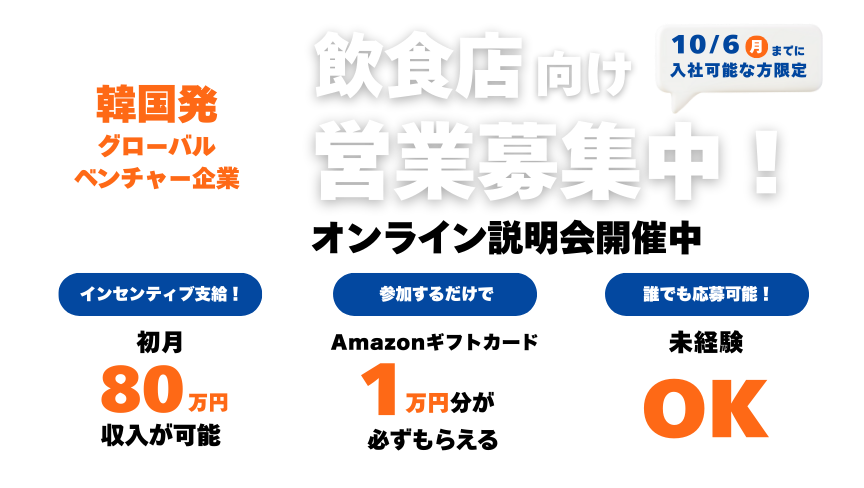 韓国発
グローバル
ベンチャー企業
飲食店向け
営業募集中！
10/6月までに
入社可能な方限定
オンライン説明会開催中
インセンティブ支給！
初月
80万円
収入が可能
参加するだけで
Amazonギフトカード
1万円分が
必ずもらえる
誰でも応募可能！
未経験
OK